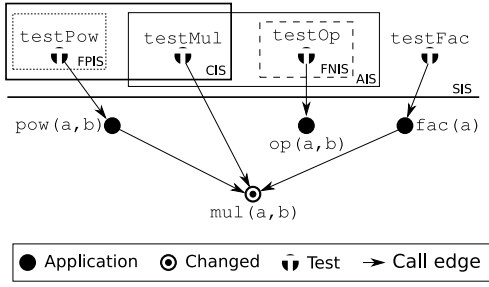 testPow testMul testOp testFac
FPIS CIS FNIS AIS
SIS
pow(a,b) op(a,b) fac(a)
mul(a,b)
Application Changed Test Call edge